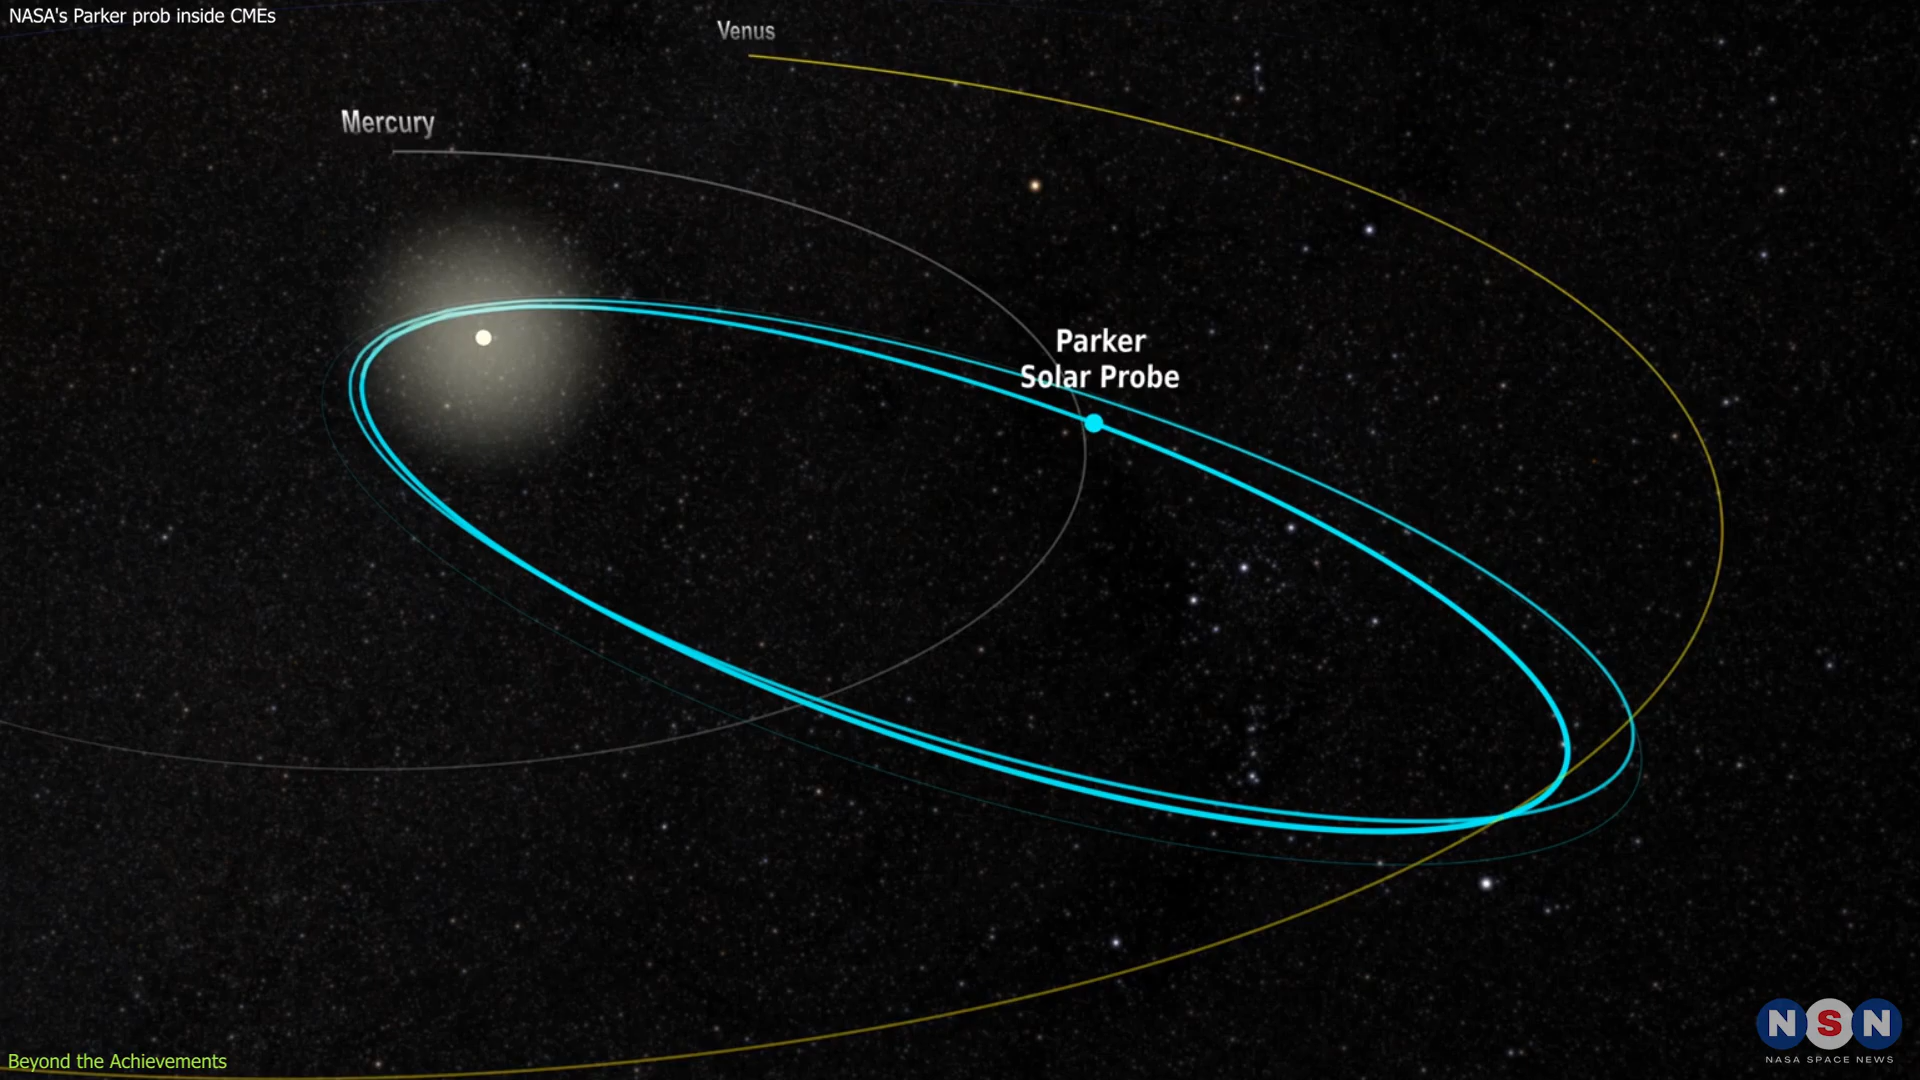 NASA's Parker prob inside CMEs
Venus
Mercury
Parker
Solar Probe
Beyond the Achievements
NSN
NASA SPACE NEWS